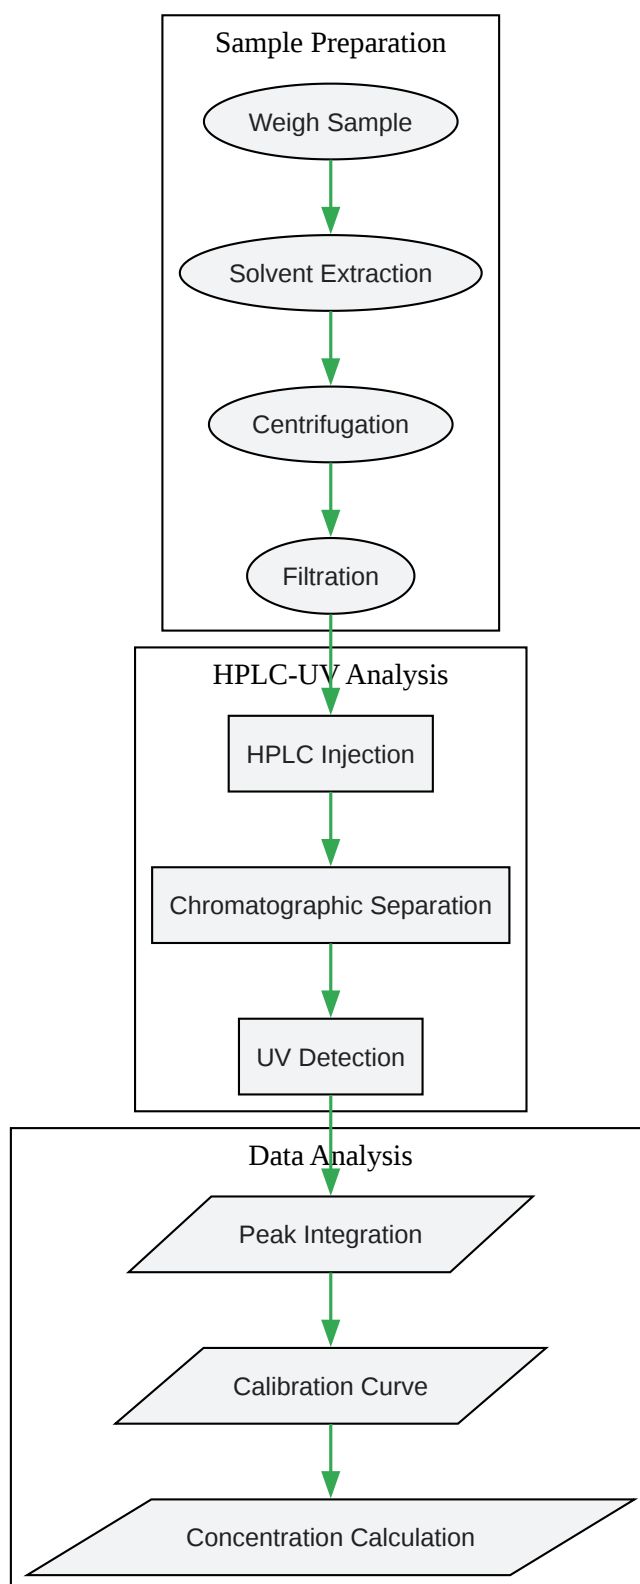 Sample Preparation
Weigh Sample
Solvent Extraction
Centrifugation
Filtration
HPLC-UV Analysis
HPLC Injection
Chromatographic Separation
UV Detection
Data Analysis
Peak Integration
Calibration Curve
Concentration Calculation